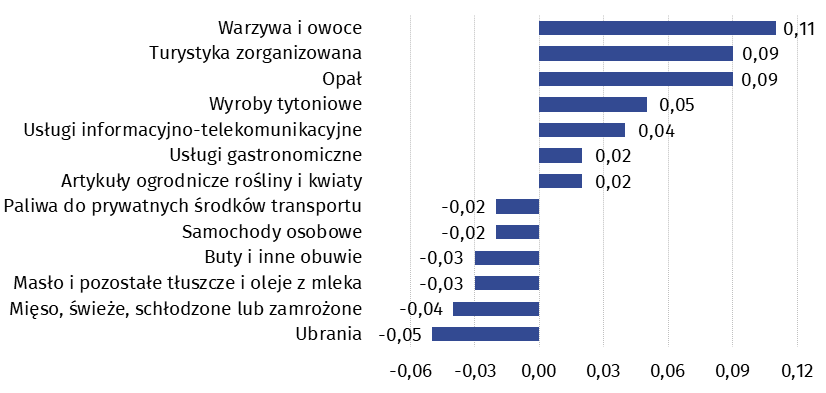 Warzywa i owoce 0,11
Turystyka zorganizowana 0,09
Opał 0,09
Wyroby tytoniowe 0,05
Usługi informacyjno-telekomunikacyjne 0,04
Usługi gastronomiczne 0,02
Artykuły ogrodnicze rośliny i kwiaty 0,02
Paliwa do prywatnych środków transportu -0,02
Samochody osobowe -0,02
Buty i inne obuwie -0,03
Masło i pozostałe tłuszcze i oleje z mleka -0,03
Mięso, świeże, schłodzone lub zamrożone -0,04
Ubrania -0,05
-0,06 -0,03 0,00 0,03 0,06 0,09 0,12